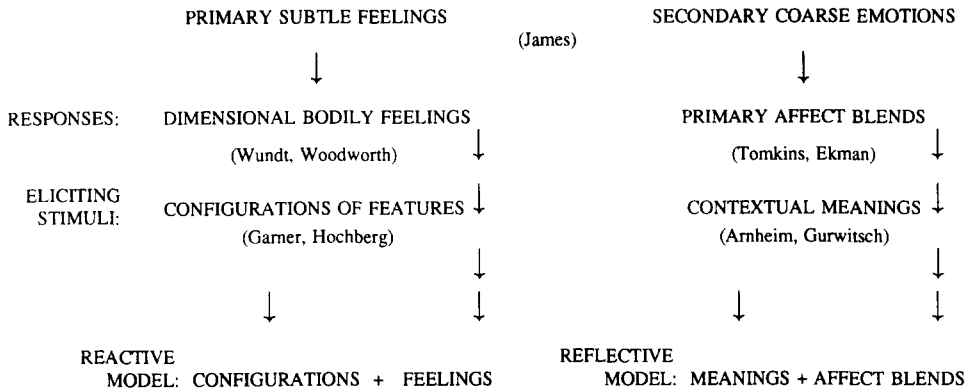 PRIMARY SUBTLE FEELINGS SECONDARY COARSE EMOTIONS
(James)
RESPONSES: DIMENSIONAL BODILY FEELINGS PRIMARY AFFECT BLENDS
(Wundt, Woodworth) (Tomkins, Ekman)
ELICITING
STIMULI: CONFIGURATIONS OF FEATURES CONTEXTUAL MEANINGS
(Garner, Hochberg) (Arnheim, Gurwitsch)
REACTIVE REFLECTIVE
MODEL: CONFIGURATIONS + FEELINGS MODEL: MEANINGS + AFFECT BLENDS